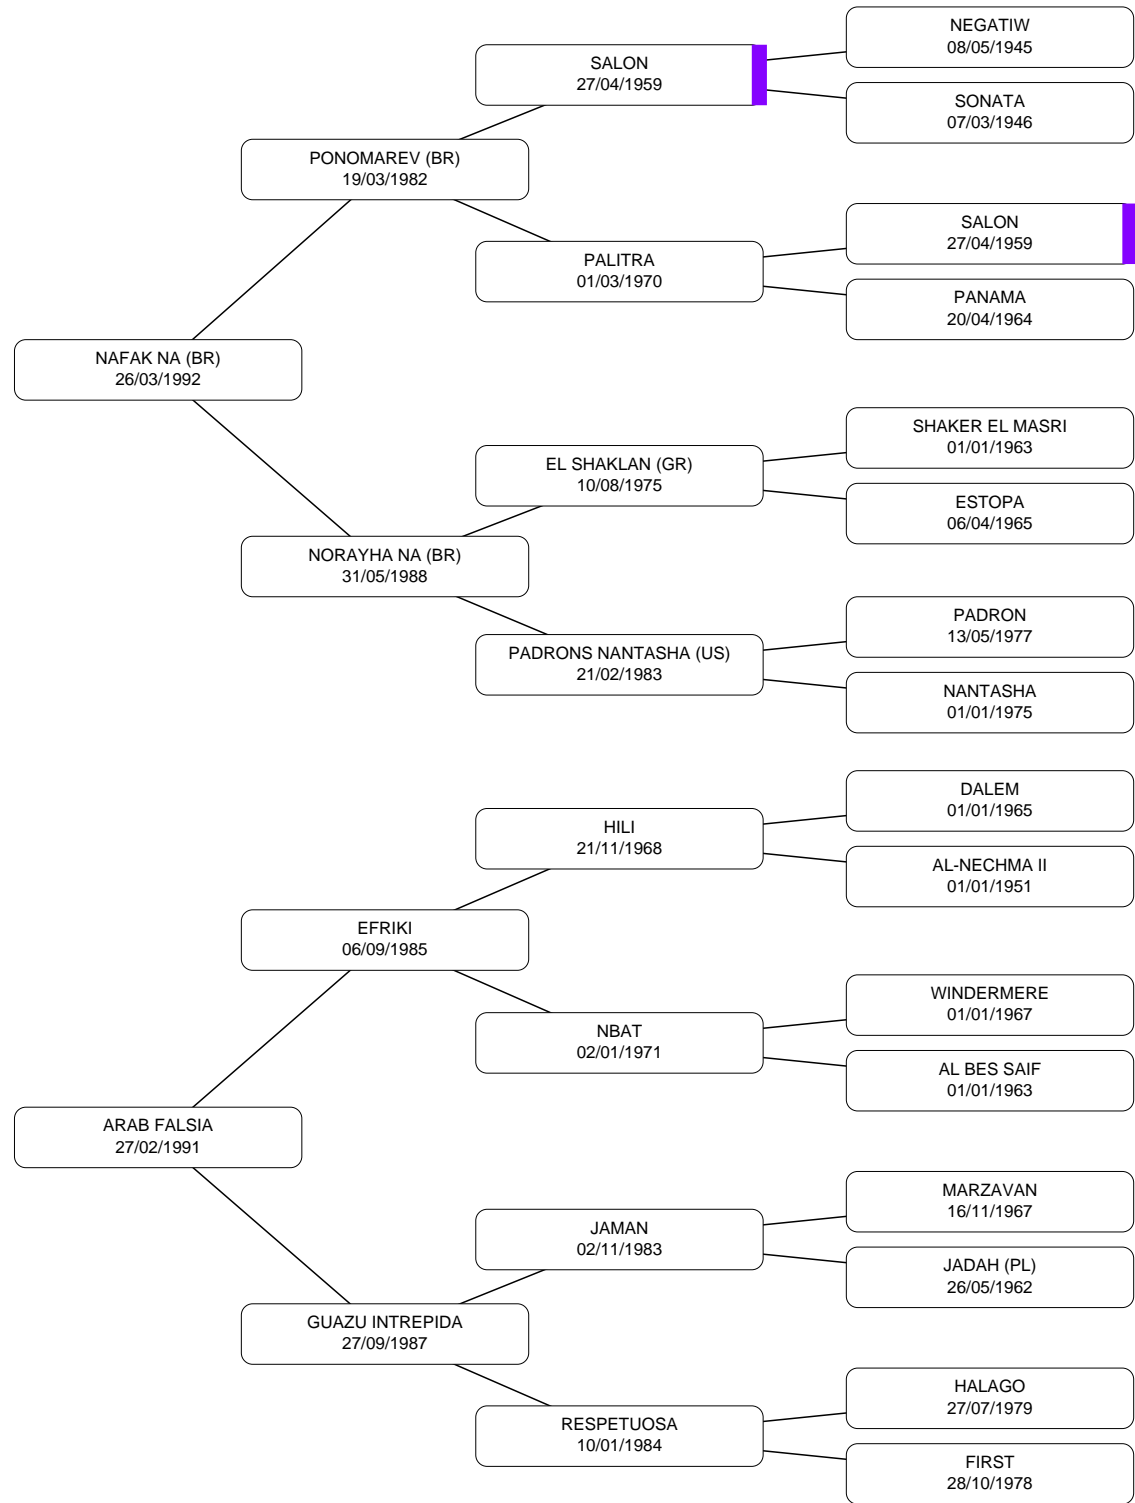 NEGATIW
08/05/1945
SALON
27/04/1959
SONATA
07/03/1946
PONOMAREV (BR)
19/03/1982
SALON
27/04/1959
PALITRA
01/03/1970
PANAMA
20/04/1964
NAFAK NA (BR)
26/03/1992
SHAKER EL MASRI
01/01/1963
EL SHAKLAN (GR)
10/08/1975
ESTOPA
06/04/1965
NORAYHA NA (BR)
31/05/1988
PADRON
13/05/1977
PADRONS NANTASHA (US)
21/02/1983
NANTASHA
01/01/1975
DALEM
01/01/1965
HILI
21/11/1968
AL-NECHMA II
01/01/1951
EFRIKI
06/09/1985
WINDERMERE
01/01/1967
NBAT
02/01/1971
AL BES SAIF
01/01/1963
ARAB FALSIA
27/02/1991
MARZAVAN
16/11/1967
JAMAN
02/11/1983
JADAH (PL)
26/05/1962
GUAZU INTREPIDA
27/09/1987
HALAGO
27/07/1979
RESPETUOSA
10/01/1984
FIRST
28/10/1978